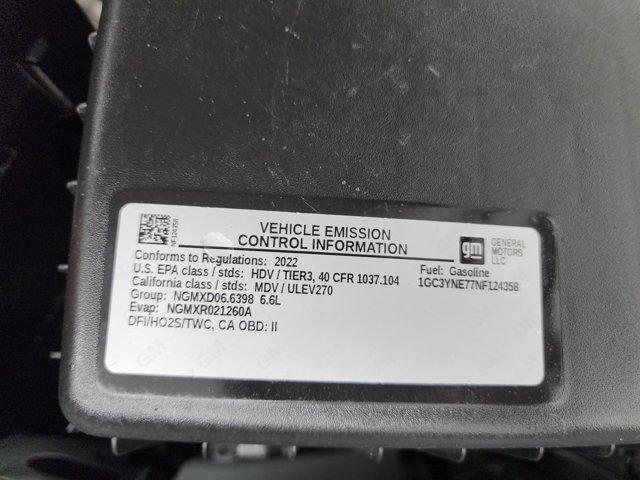 VEHICLE EMISSION
CONTROL INFORMATION
NF124358
gm
GENERAL
MOTORS
LLC
Conforms to Regulations: 2022
U.S. EPA class / stds: HDV / TIER3, 40 CFR 1037.104
California class / stds: MDV / ULEV270
Group: NGMXD06.6398 6.6L
Evap: NGMXR021260A
DFI/HO2S/TWC, CA OBD: II
Fuel: Gasoline
1GC3YNE77NF124358